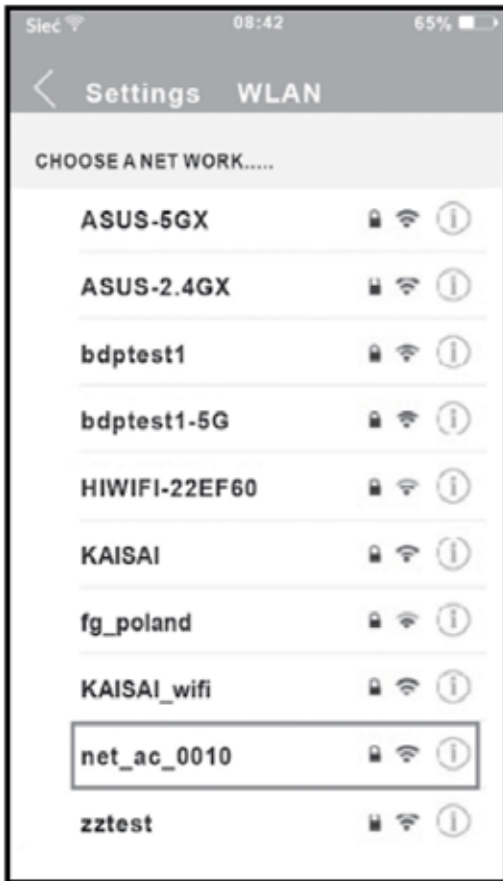 Sieć 08:42 65%
Settings WLAN
CHOOSE A NET WORK.....
ASUS-5GX
ASUS-2.4GX
bdptest1
bdptest1-5G
HIWIFI-22EF60
KAISAI
fg_poland
KAISAI_wifi
net_ac_0010
zztest